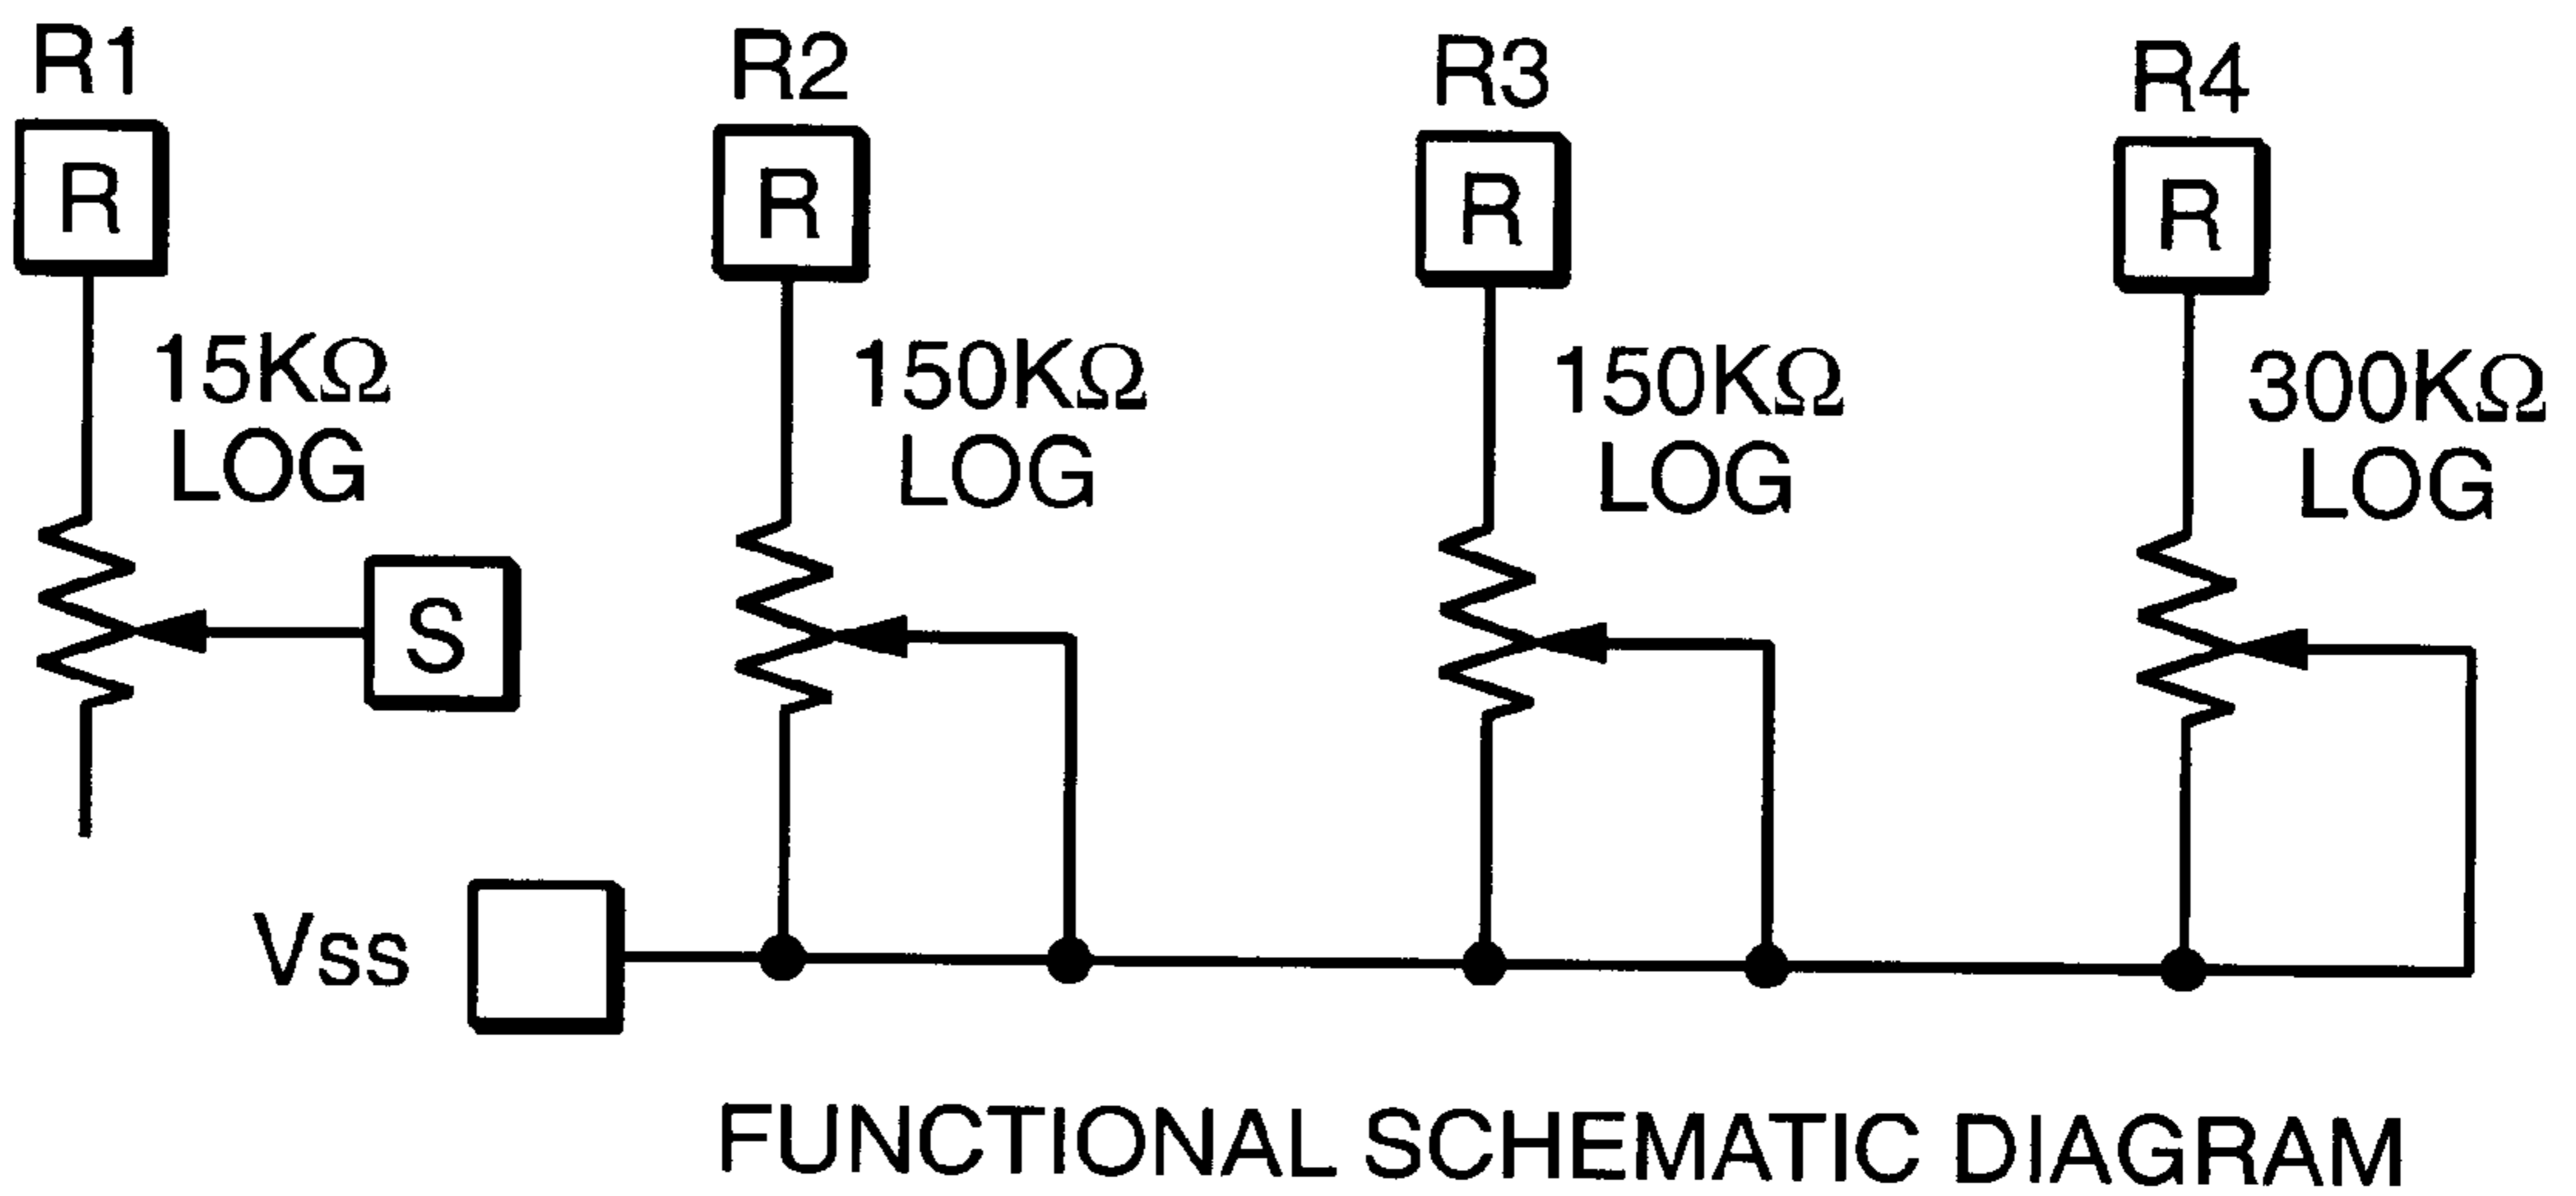 R1
R2
R3
R4
R
R
R
R
15KΩ
LOG
150KΩ
LOG
150KΩ
LOG
300KΩ
LOG
S
Vss
FUNCTIONAL SCHEMATIC DIAGRAM